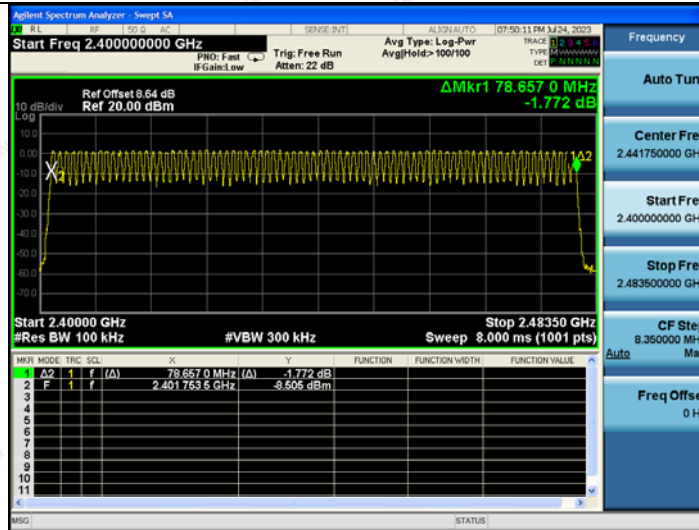 Agilent Spectrum Analyzer - Swept SA
RL RF 50 Ω AC SENSE:INT ALIGN AUTO 07:50:11 PM Jul 24, 2023
Start Freq 2.400000000 GHz
PNO: Fast
IFGain:Low
Trig: Free Run
Atten: 22 dB
Avg Type: Log-Pwr
Avg|Hold:> 100/100
TRACE 1 2 3 4 5 6
TYPE M
DET P N N N N N
ΔMkr1 78.657 0 MHz
-1.772 dB
Ref Offset 8.64 dB
10 dB/div Ref 20.00 dBm
Log
10.0
0.00
-10.0
-20.0
-30.0
-40.0
-50.0
-60.0
-70.0
2
1Δ2
Start 2.40000 GHz Stop 2.48350 GHz
#Res BW 100 kHz #VBW 300 kHz Sweep 8.000 ms (1001 pts)
MKR MODE TRC SCL X Y FUNCTION FUNCTION WIDTH FUNCTION VALUE
1 Δ2 1 f (Δ) 78.657 0 MHz (Δ) -1.772 dB
2 F 1 f 2.401 753 5 GHz -8.505 dBm
3
4
5
6
7
8
9
10
11
MSG STATUS
Frequency
Auto Tun
Center Fre
2.441750000 GH
Start Fre
2.400000000 GH
Stop Fre
2.483500000 GH
CF Ste
8.350000 MH
Auto Ma
Freq Offse
0 H